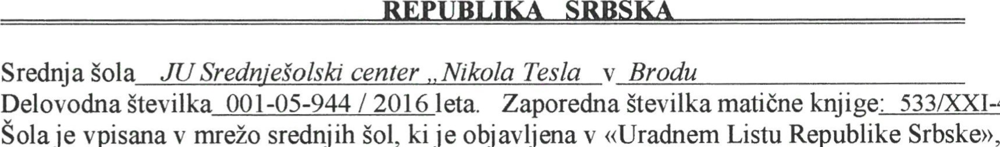 REPUBLIKA SRBSKA
Srednja šola JU Srednješolski center „Nikola Tesla v Brodu
Delovodna številka 001-05-944 / 2016 leta. Zaporedna številka matične knjige: 533/XXI-
Šola je vpisana v mrežo srednjih šol, ki je objavljena v «Uradnem Listu Republike Srbske»,